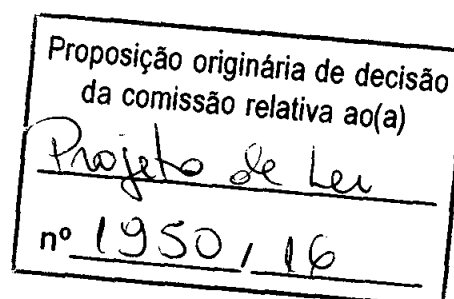 Proposição originária de decisão
da comissão relativa ao(a)
Projeto de Lei
nº 1950 / 16